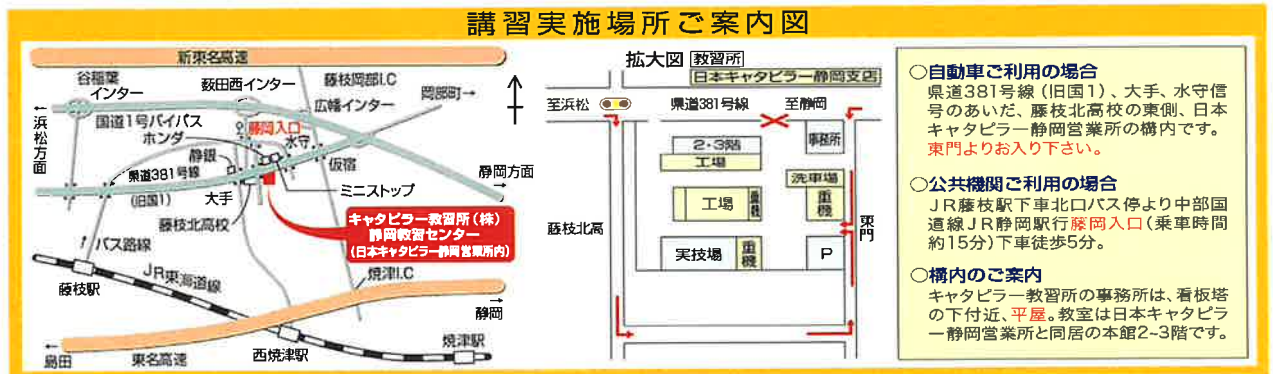 講習実施場所ご案内図
新東名高速
谷稲葉
インター
薮田西インター
藤枝岡部I.C
広幡インター
岡部町→
←浜松方面
国道1号バイパス
藤岡入口
ホンダ
水守
静銀
県道381号線
(旧国1)
大手
仮宿
静岡方面
→
ミニストップ
藤枝北高校
キャタピラー教習所(株)
静岡教習センター
(日本キャタピラー静岡営業所内)
バス路線
JR東海道線
藤枝駅
焼津I.C
→
静岡
←
島田
東名高速
西焼津駅
焼津駅
拡大図
教習所
日本キャタピラー静岡支店
至浜松
県道381号線
至静岡
事務所
2・3階
工場
洗車場
工場
重機
重機
藤枝北高
東門
実技場
重機
P
○自動車ご利用の場合
県道381号線(旧国1)、大手、水守信
号のあいだ、藤枝北高校の東側、日本
キャタピラー静岡営業所の構内です。
東門よりお入り下さい。
○公共機関ご利用の場合
JR藤枝駅下車北口バス停より中部国
道線JR静岡駅行藤岡入口(乗車時間
約15分)下車徒歩5分。
○構内のご案内
キャタピラー教習所の事務所は、看板塔
の下付近、平屋。教室は日本キャタピラ
ー静岡営業所と同居の本館2~3階です。